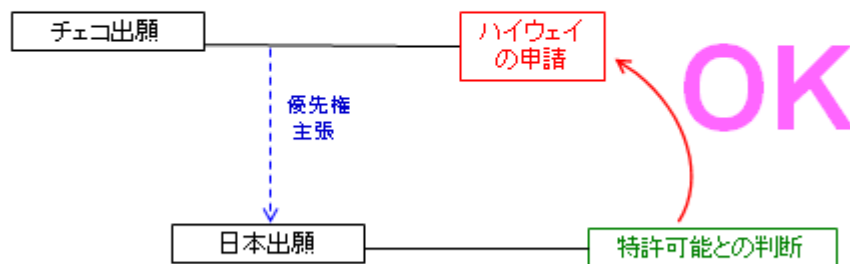 チェコ出願
ハイウェイ
の申請
OK
優先権
主張
日本出願
特許可能との判断